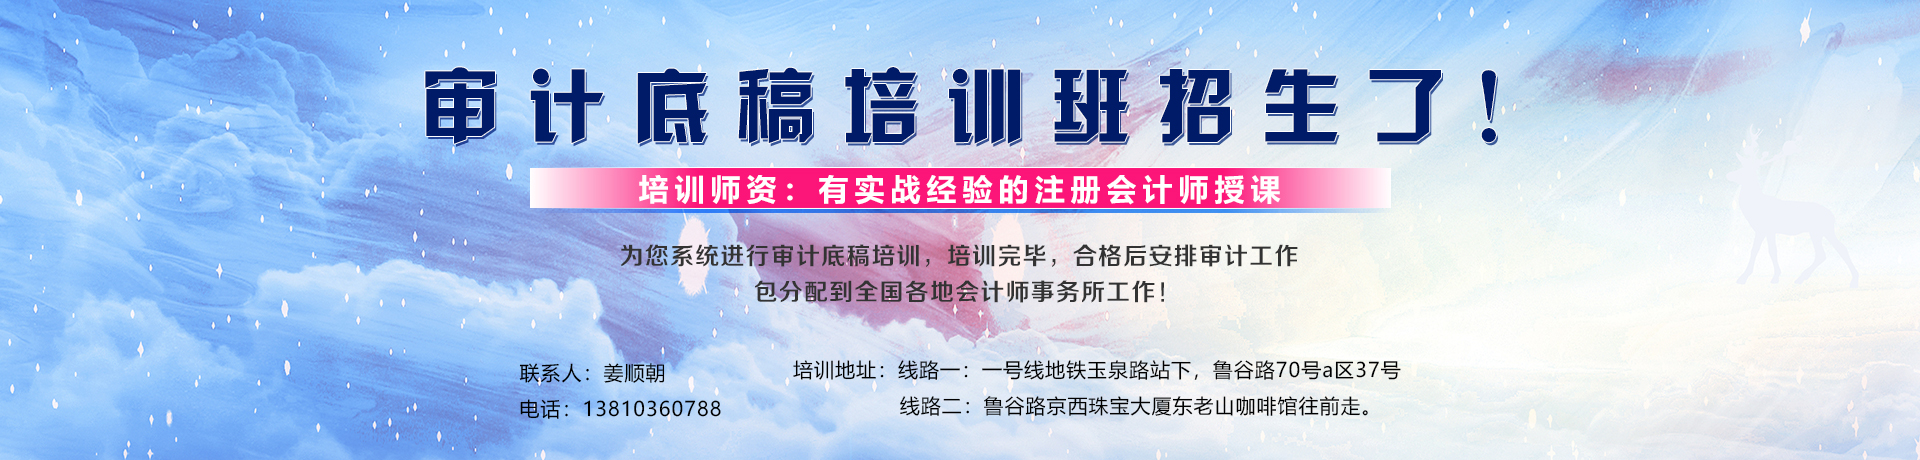 审计底稿培训班招生了！
培训师资：有实战经验的注册会计师授课
为您系统进行审计底稿培训，培训完毕，合格后安排审计工作
包分配到全国各地会计师事务所工作！
联系人：姜顺朝
电话：13810360788
培训地址：线路一：一号线地铁玉泉路站下，鲁谷路70号a区37号
线路二：鲁谷路京西珠宝大厦东老山咖啡馆往前走。